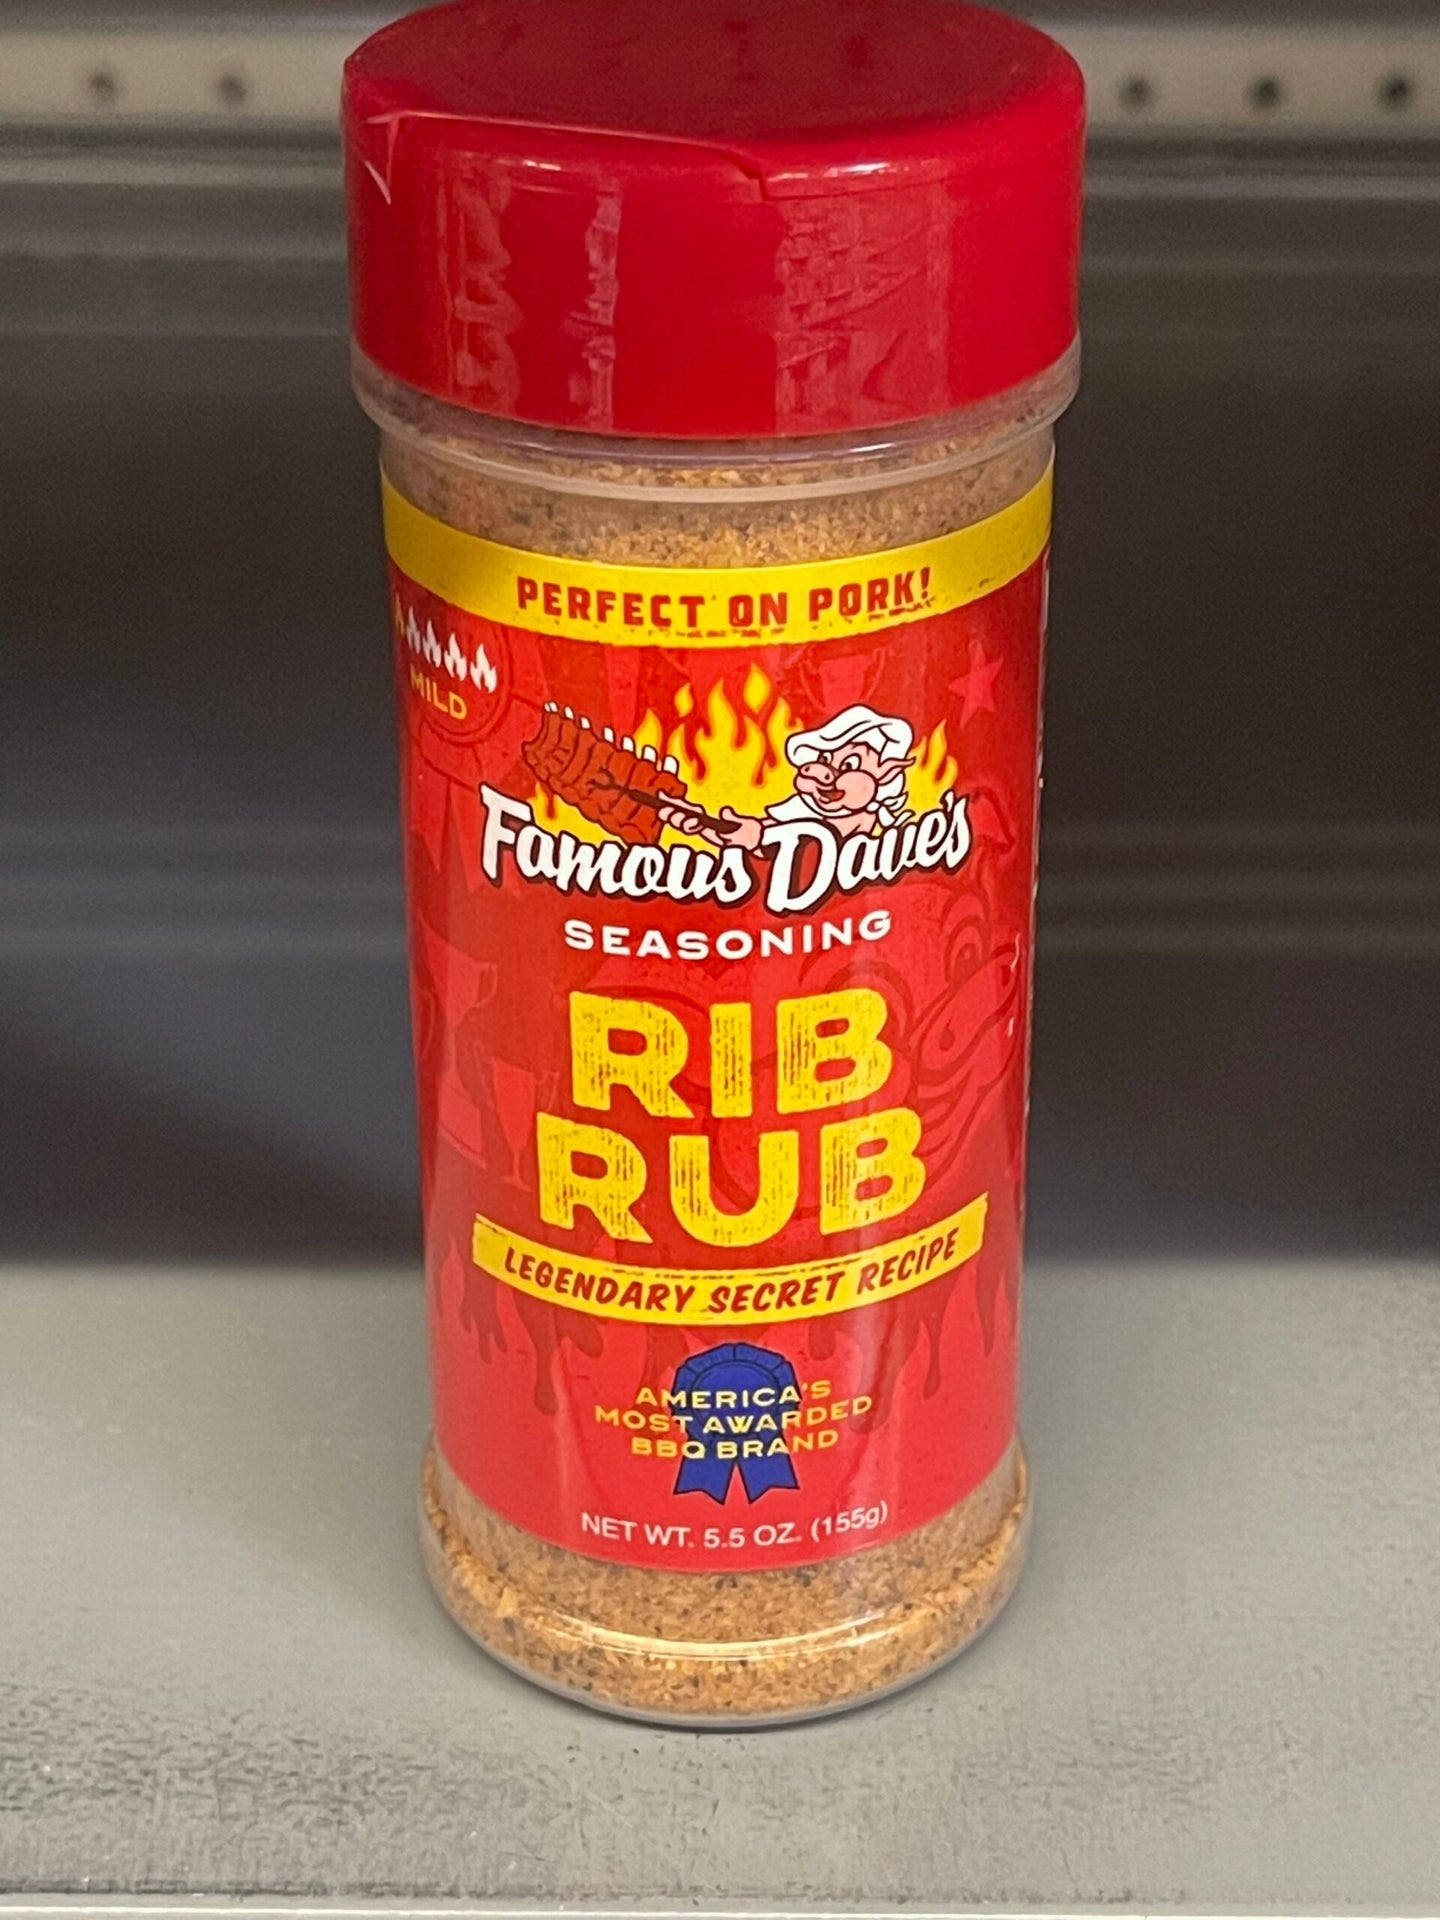 PERFECT ON PORK!
MILD
Famous Dave's
SEASONING
RIB
RUB
LEGENDARY SECRET RECIPE
AMERICA'S
MOST AWARDED
BBQ BRAND
NET WT. 5.5 OZ. (155g)